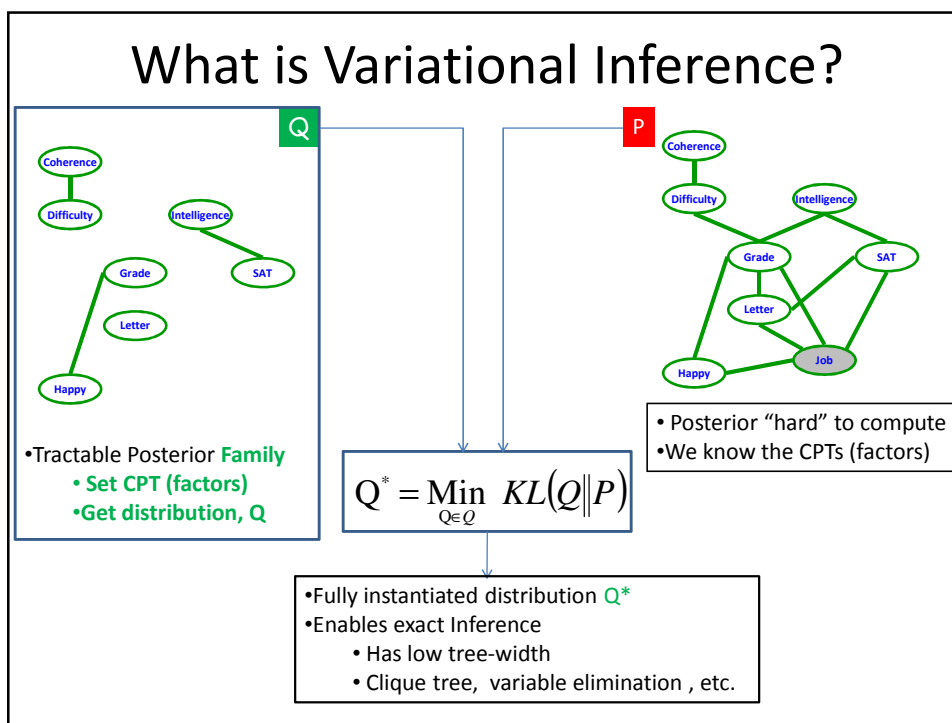 What is Variational Inference?
Q
Coherence
Difficulty
Intelligence
Grade
SAT
Letter
Happy
•Tractable Posterior Family
• Set CPT (factors)
• Get distribution, Q
P
Coherence
Difficulty
Intelligence
Grade
SAT
Letter
Job
Happy
• Posterior “hard” to compute
•We know the CPTs (factors)
Q* = Min KL(Q‖P)
Q∈Q
•Fully instantiated distribution Q*
•Enables exact Inference
• Has low tree-width
• Clique tree, variable elimination , etc.